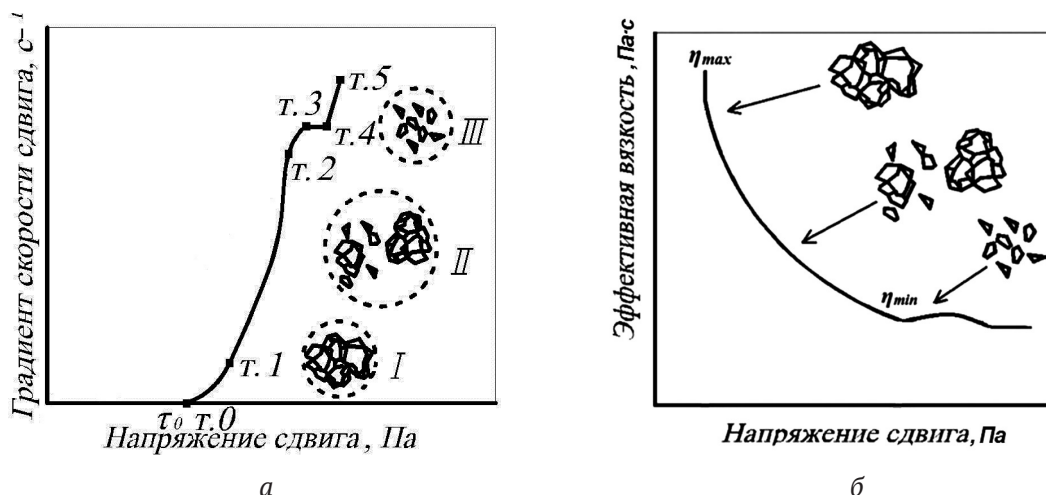 Градиент скорости сдвига, с⁻¹
т.5
т.3
т.4
III
т.2
II
т.1
I
τ₀ т.0
Напряжение сдвига, Па
а
Эффективная вязкость, Па·с
ηmax
ηmin
Напряжение сдвига, Па
б